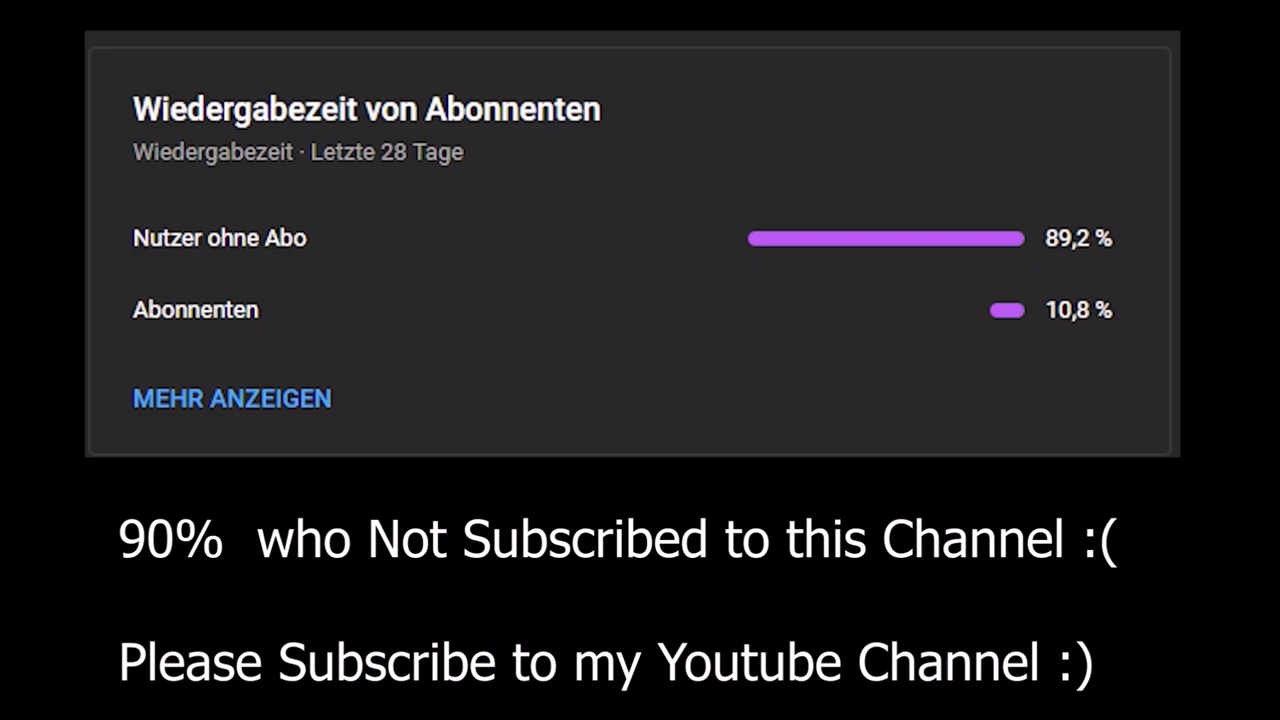 Wiedergabezeit von Abonnenten
Wiedergabezeit · Letzte 28 Tage
Nutzer ohne Abo 89,2 %
Abonnenten 10,8 %
MEHR ANZEIGEN
90% who Not Subscribed to this Channel :(
Please Subscribe to my Youtube Channel :)